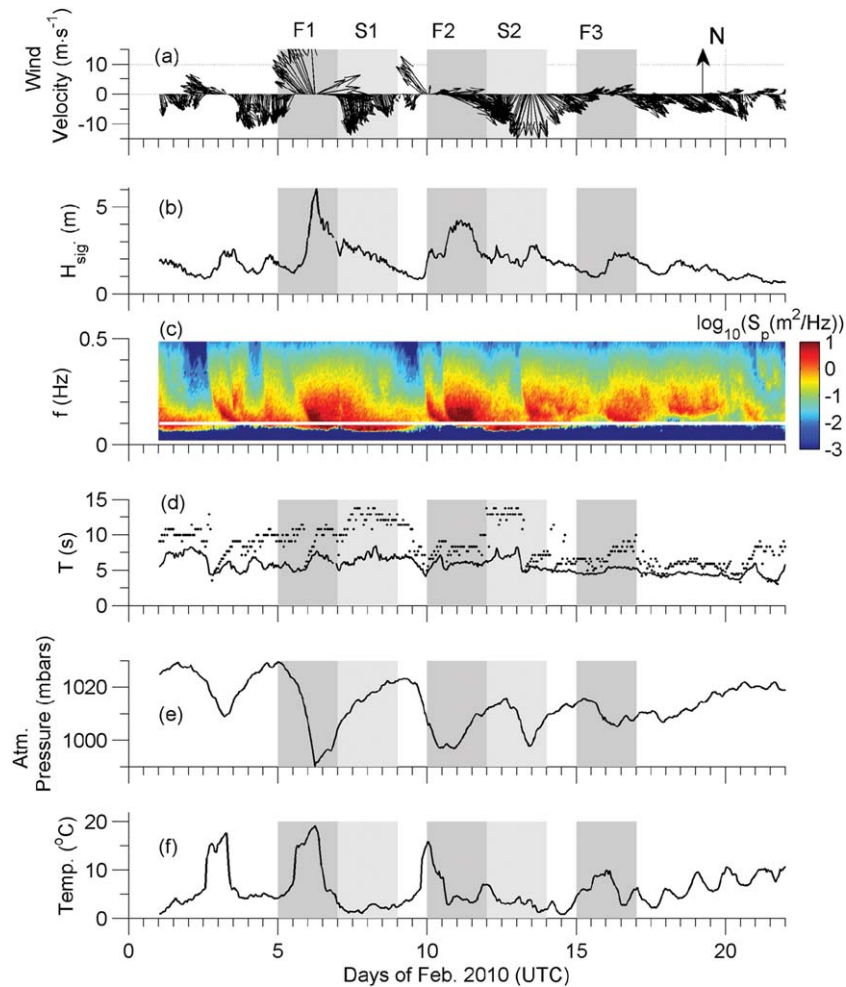 F1 S1 F2 S2 F3
N
(a)
Wind
Velocity (m·s⁻¹)
10
0
-10
(b)
H_sig. (m)
5
0
(c)
log₁₀(S_p(m²/Hz))
f (Hz)
0.5
0
1
0
-1
-2
-3
(d)
T (s)
15
10
5
0
(e)
Atm.
Pressure (mbars)
1020
1000
(f)
Temp. (°C)
20
10
0
0 5 10 15 20
Days of Feb. 2010 (UTC)